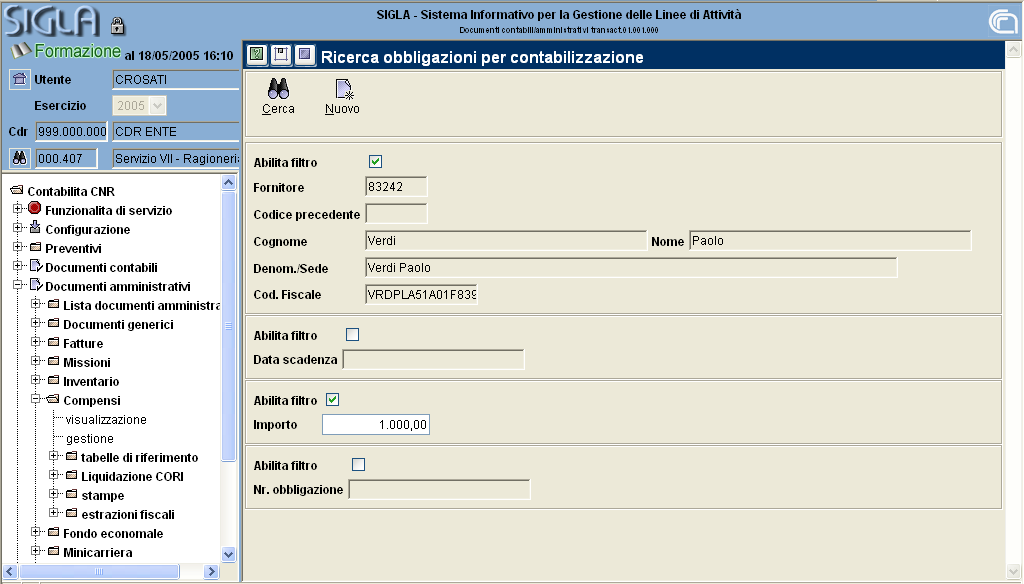 SIGLA
SIGLA - Sistema Informativo per la Gestione delle Linee di Attività
Documenti contabili/amministrativi transact.01.001.000
Formazione al 18/05/2005 16:10
Utente CROSATI
Esercizio 2005
Cdr 999.000.000 CDR ENTE
000.407 Servizio VII - Ragioneria
Contabilita CNR
Funzionalita di servizio
Configurazione
Preventivi
Documenti contabili
Documenti amministrativi
Lista documenti amministra
Documenti generici
Fatture
Missioni
Inventario
Compensi
visualizzazione
gestione
tabelle di riferimento
Liquidazione CORI
stampe
estrazioni fiscali
Fondo economale
Minicarriera
Ricerca obbligazioni per contabilizzazione
Cerca Nuovo
Abilita filtro
Fornitore 83242
Codice precedente
Cognome Verdi Nome Paolo
Denom./Sede Verdi Paolo
Cod. Fiscale VRDPLA51A01F839
Abilita filtro
Data scadenza
Abilita filtro
Importo 1.000,00
Abilita filtro
Nr. obbligazione